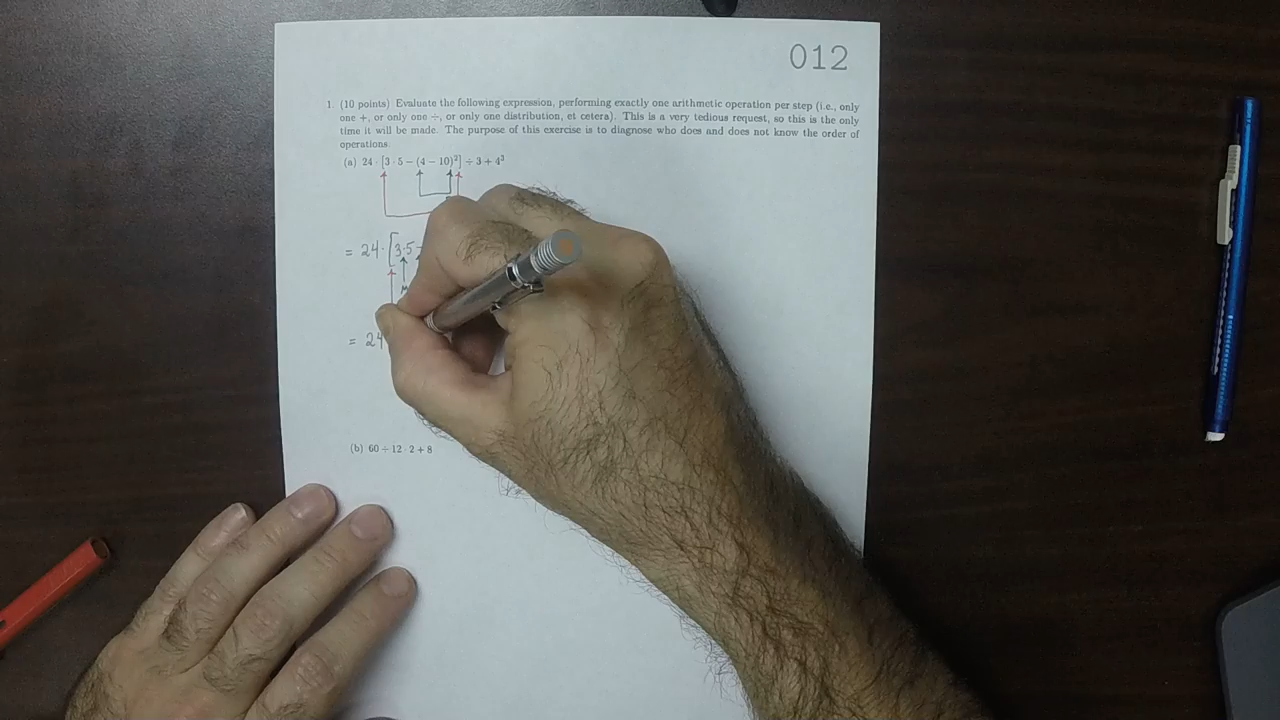 012
1. (10 points) Evaluate the following expression, performing exactly one arithmetic operation per step (i.e., only
one +, or only one ÷, or only one distribution, et cetera). This is a very tedious request, so this is the only
time it will be made. The purpose of this exercise is to diagnose who does and does not know the order of
operations.
(a) 24 · [3 · 5 − (4 − 10)²] ÷ 3 + 4³
= 24·[3·5
= 24
(b) 60 ÷ 12 · 2 + 8